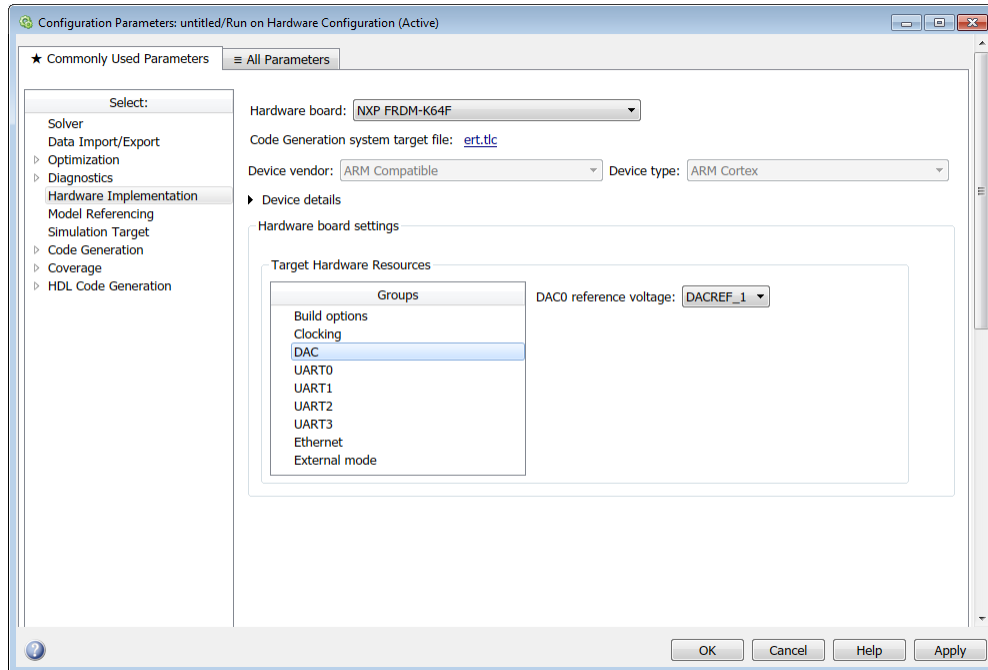 Configuration Parameters: untitled/Run on Hardware Configuration (Active)
★ Commonly Used Parameters
≡ All Parameters
Select:
Solver
Data Import/Export
Optimization
Diagnostics
Hardware Implementation
Model Referencing
Simulation Target
Code Generation
Coverage
HDL Code Generation
Hardware board: NXP FRDM-K64F
Code Generation system target file: ert.tlc
Device vendor: ARM Compatible Device type: ARM Cortex
Device details
Hardware board settings
Target Hardware Resources
Groups
Build options
Clocking
DAC
UART0
UART1
UART2
UART3
Ethernet
External mode
DAC0 reference voltage: DACREF_1
OK Cancel Help Apply